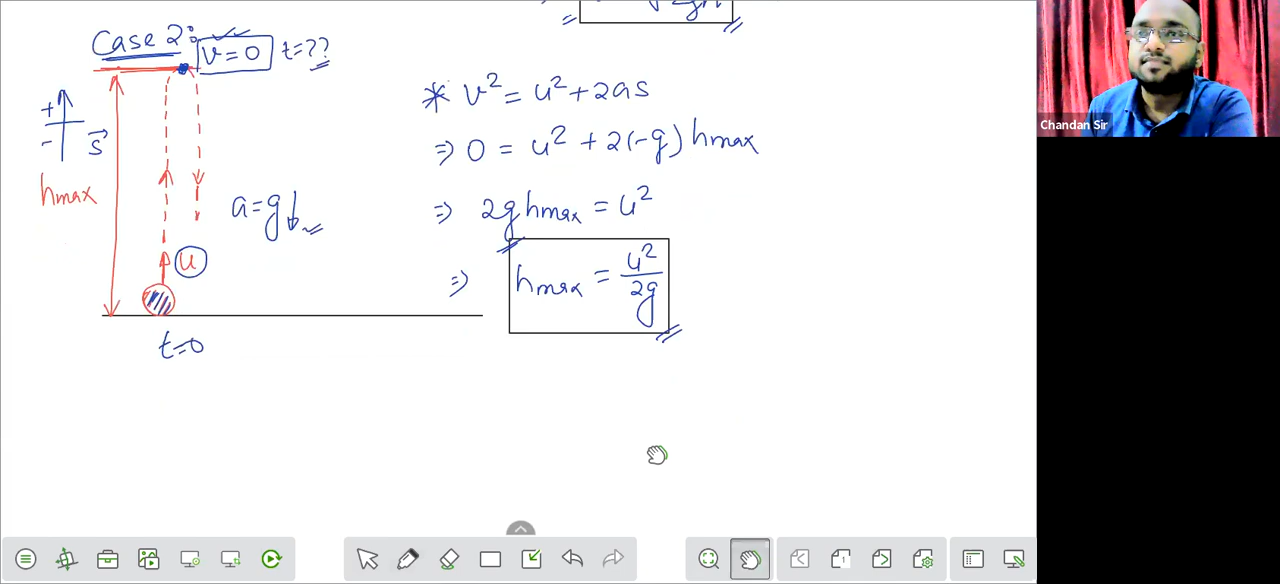 Case 2:
v = 0 t = ??
+
-
s⃗
hmax
a = g↓
u
t = 0
* v² = u² + 2as
⇒ 0 = u² + 2(-g) hmax
⇒ 2g hmax = u²
⇒ hmax = u²/2g
Chandan Sir
1